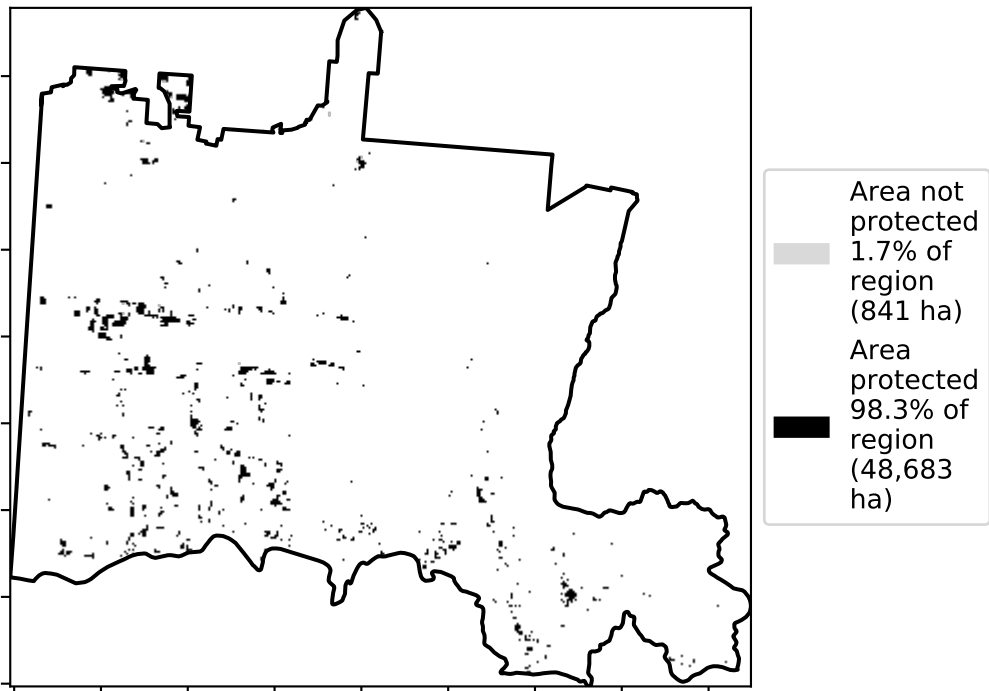 Area not
protected
1.7% of
region
(841 ha)
Area
protected
98.3% of
region
(48,683
ha)